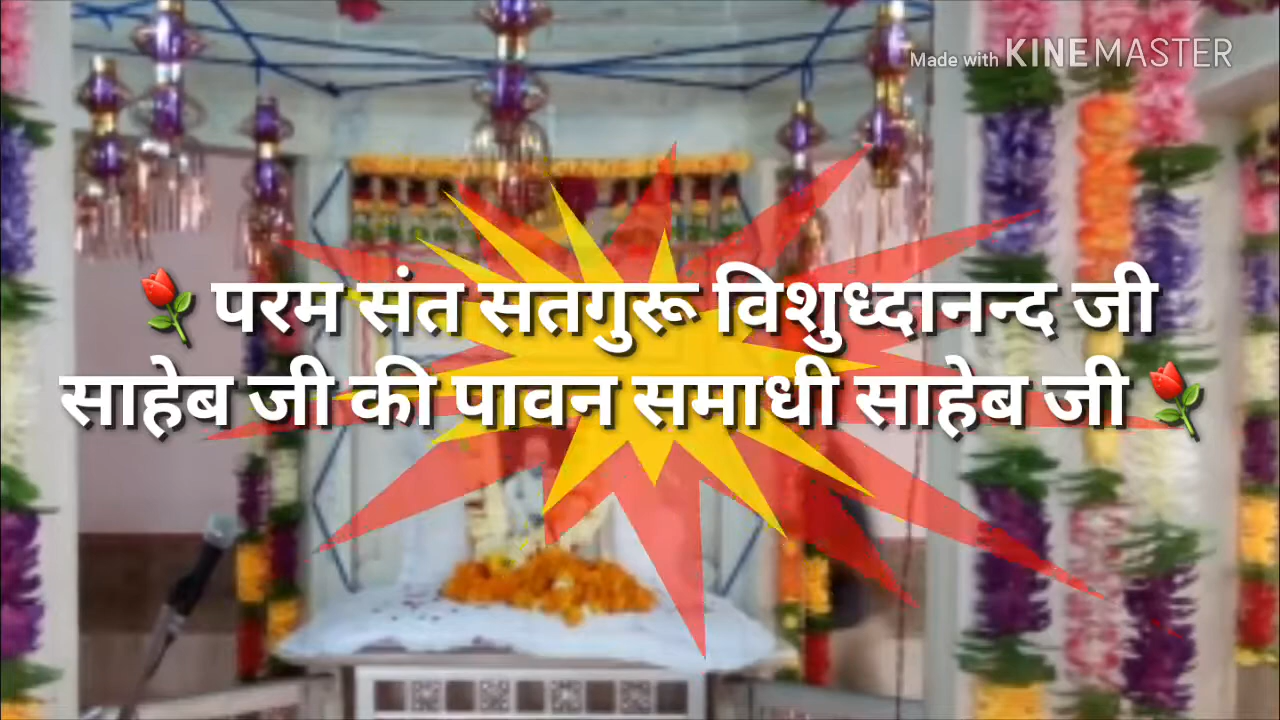 Made with KINEMASTER
🌷परम संत सतगुरू विशुध्दानन्द जी
साहेब जी की पावन समाधी साहेब जी🌷